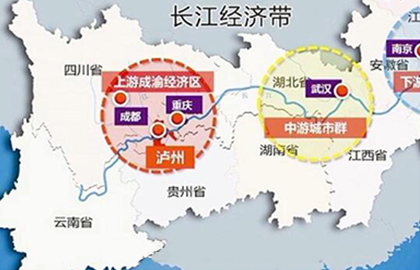 长江经济带
南京
四川省
安徽省
上游成渝经济区
湖北省
武汉
下游
重庆
成都
中游城市群
泸州
湖南省
江西省
贵州省
云南省